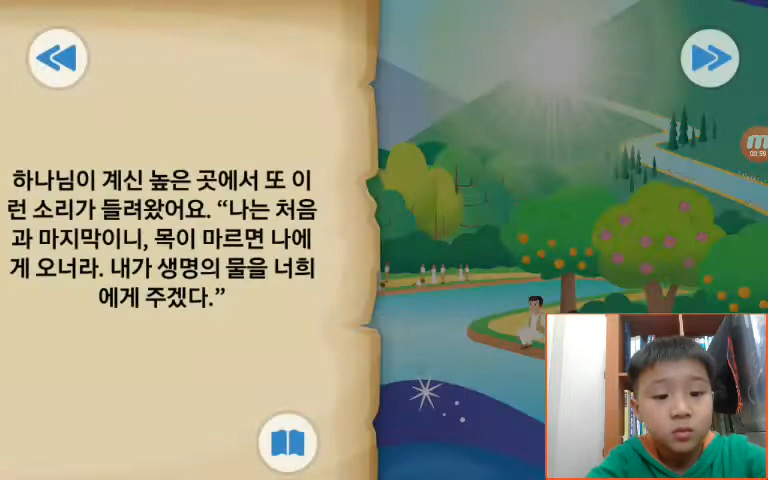 하나님이 계신 높은 곳에서 또 이
런 소리가 들려왔어요. “나는 처음
과 마지막이니, 목이 마르면 나에
게 오너라. 내가 생명의 물을 너희
에게 주겠다.”
m
00:59